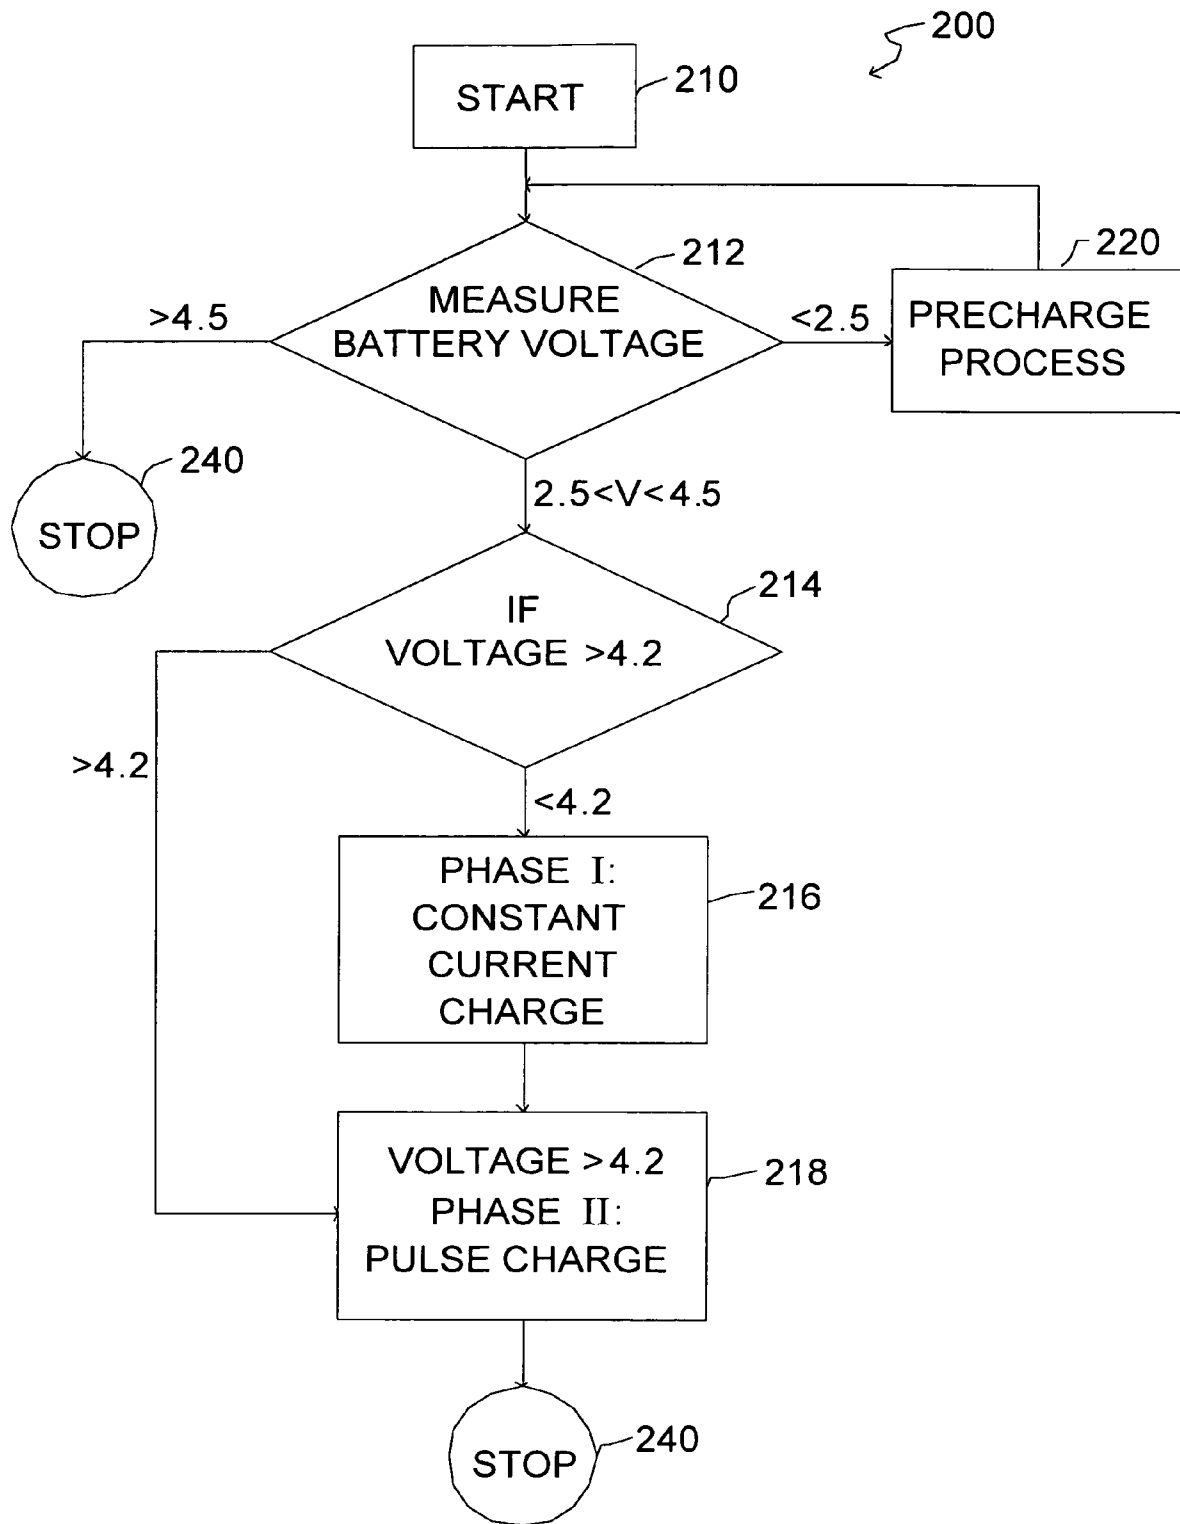 200
START
210
212
MEASURE
BATTERY VOLTAGE
>4.5
<2.5
220
PRECHARGE
PROCESS
240
STOP
2.5<V<4.5
214
IF
VOLTAGE >4.2
>4.2
<4.2
PHASE I:
CONSTANT
CURRENT
CHARGE
216
VOLTAGE >4.2
PHASE II:
PULSE CHARGE
218
STOP
240